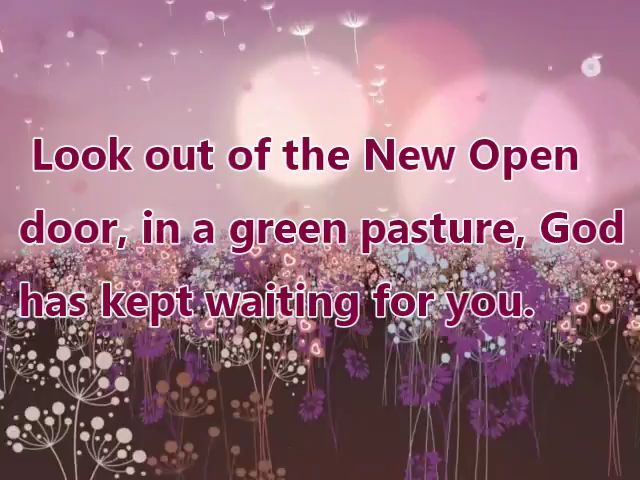 Look out of the New Open
door, in a green pasture, God
has kept waiting for you.